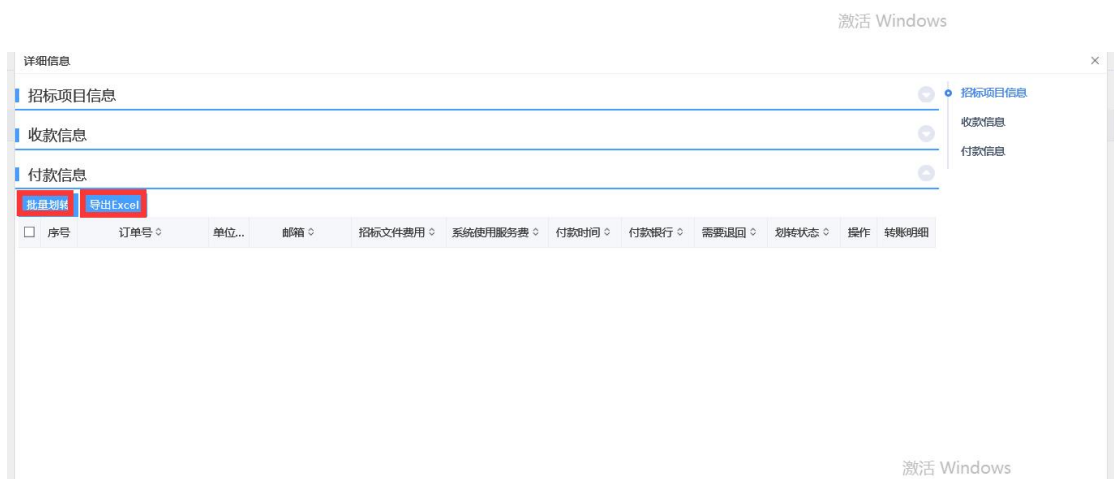 激活 Windows
详细信息
招标项目信息
招标项目信息
收款信息
收款信息
付款信息
付款信息
批量划转 导出Excel
序号 订单号 单位... 邮箱 招标文件费用 系统使用服务费 付款时间 付款银行 需要退回 划转状态 操作 转账明细
激活 Windows